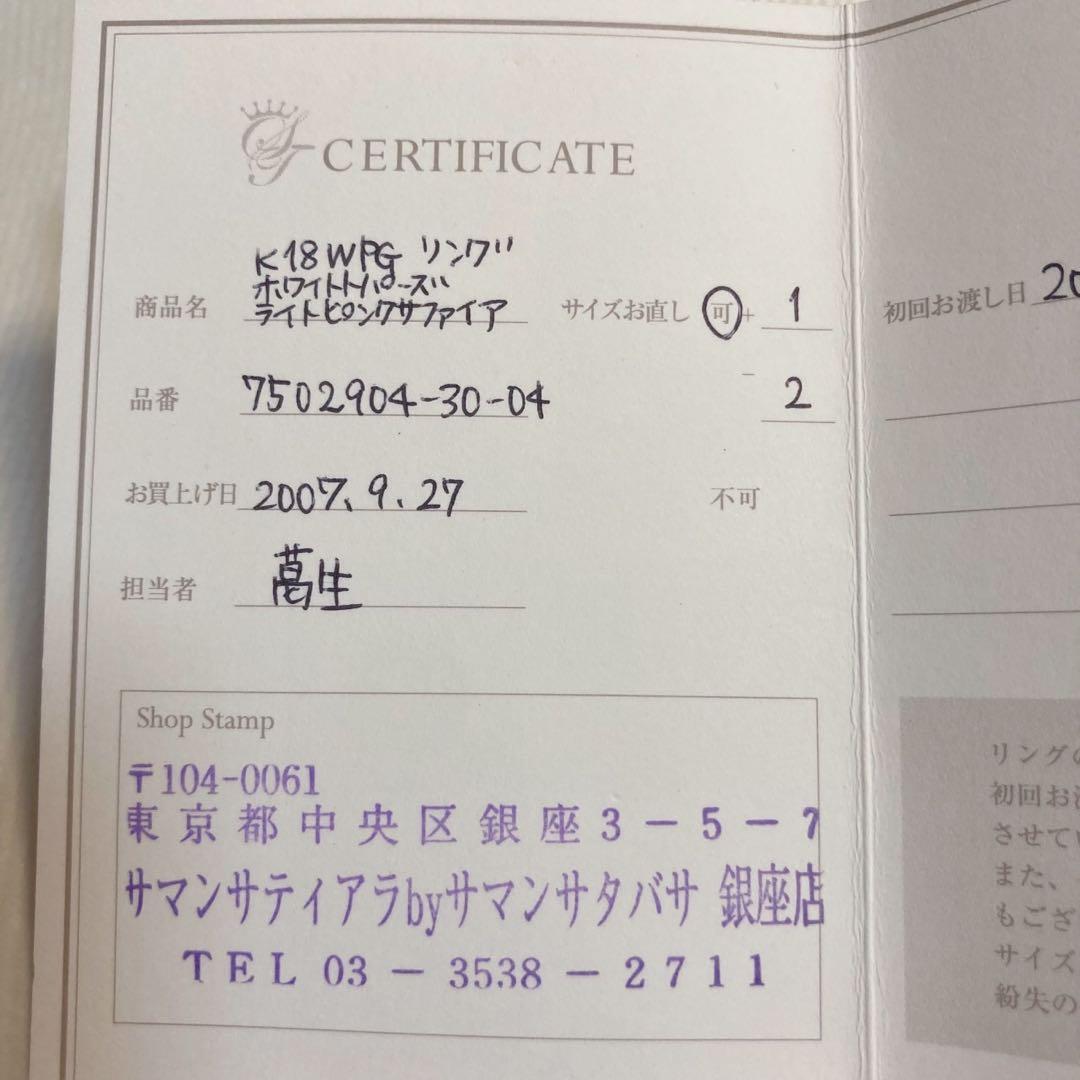 ST CERTIFICATE
商品名 K18WPG リング
ホワイトトパーズ
ライトピンクサファイア
サイズお直し 可 + 1
- 2
不可
品番 7502904-30-04
お買上げ日 2007.9.27
担当者
Shop Stamp
〒104-0061
東京都中央区銀座3-5-7
サマンサティアラbyサマンサタバサ 銀座店
TEL 03-3538-2711
初回お渡し日 20
リングの
初回お
させてい
また、
もござ
サイズ
紛失の